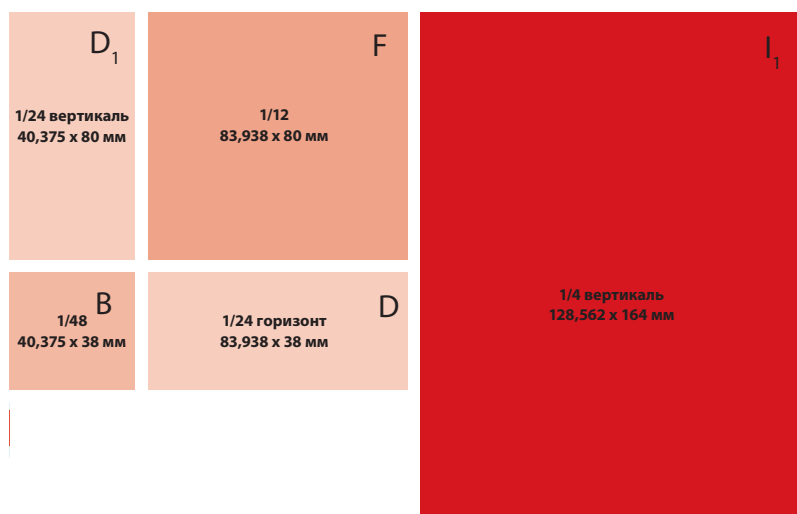 D1
1/24 вертикаль
40,375 x 80 мм
F
1/12
83,938 x 80 мм
I1
1/4 вертикаль
128,562 x 164 мм
B
1/48
40,375 x 38 мм
D
1/24 горизонт
83,938 x 38 мм